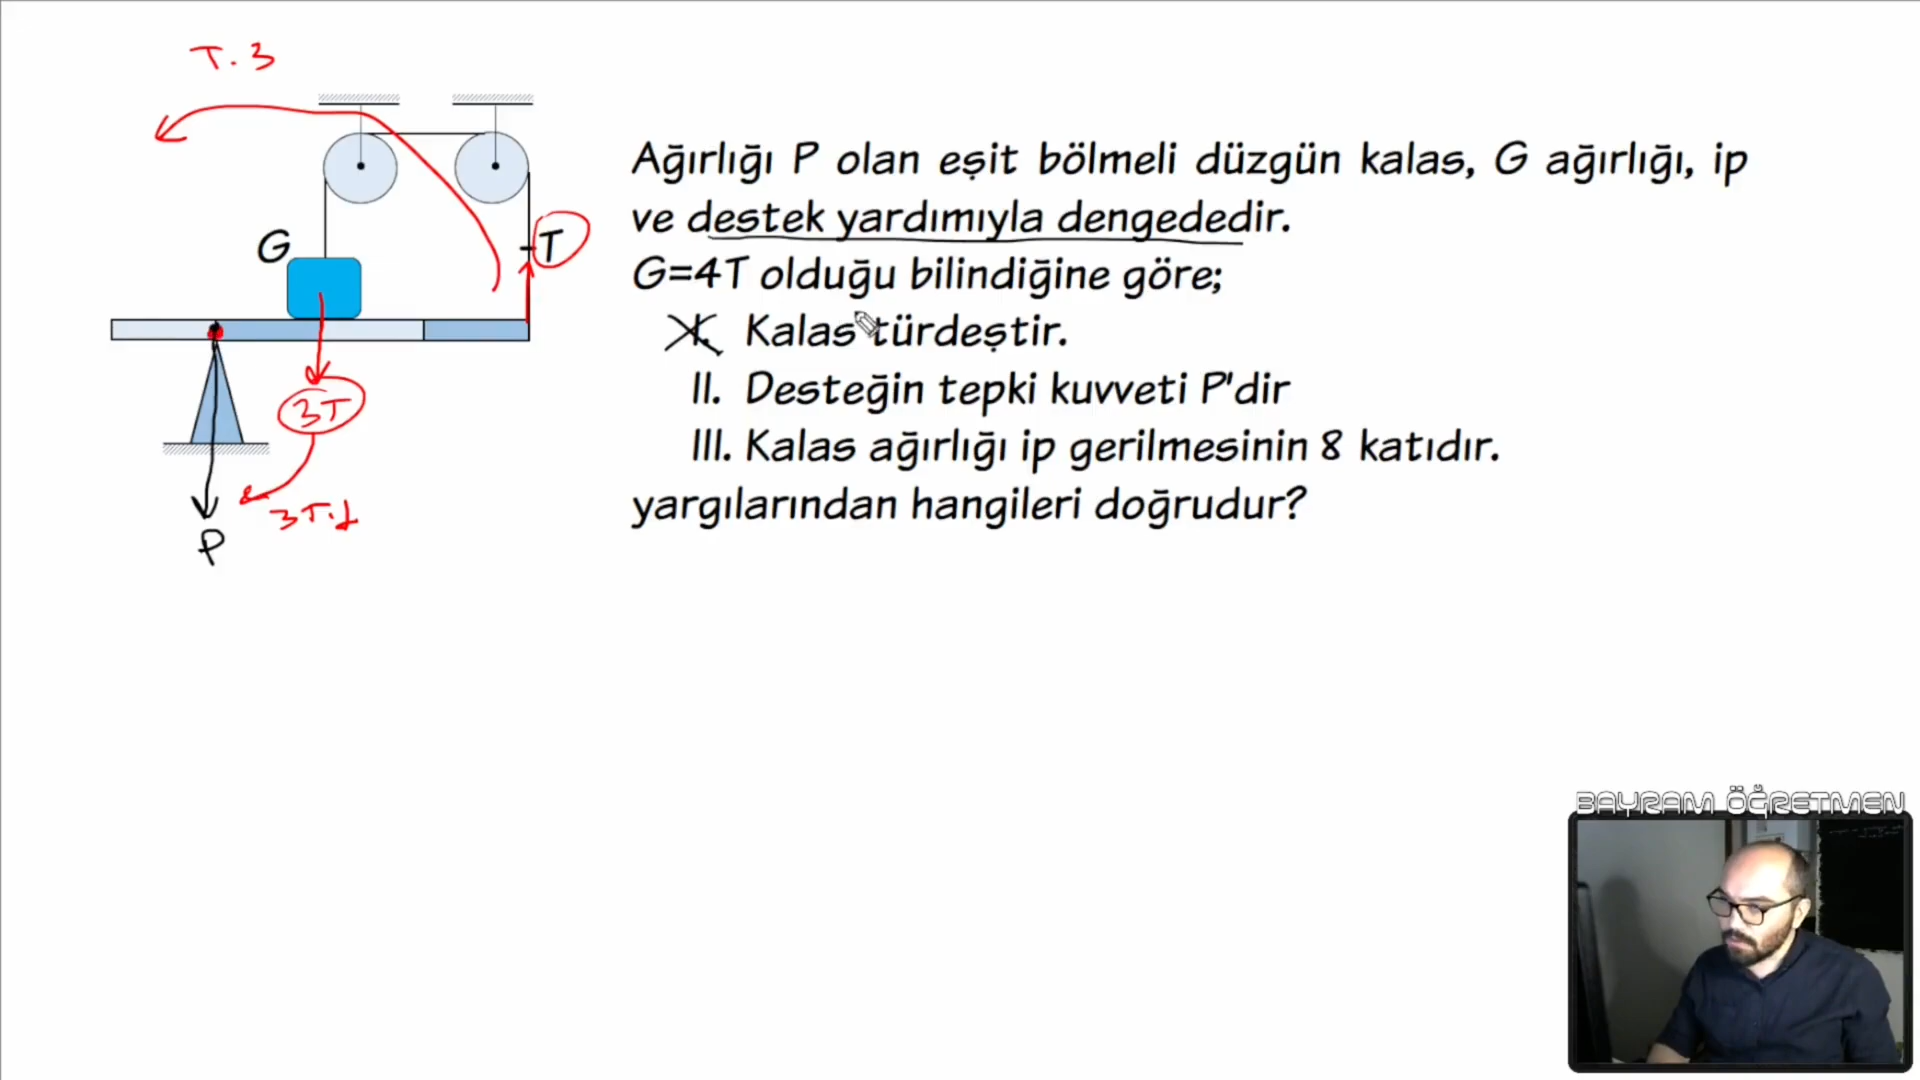 T.3
Ağırlığı P olan eşit bölmeli düzgün kalas, G ağırlığı, ip
ve destek yardımıyla dengededir.
G
T
G=4T olduğu bilindiğine göre;
I. Kalas türdeştir.
3T
II. Desteğin tepki kuvveti P'dir
III. Kalas ağırlığı ip gerilmesinin 8 katıdır.
3T.1
yargılarından hangileri doğrudur?
P
BAYRAM ÖĞRETMEN